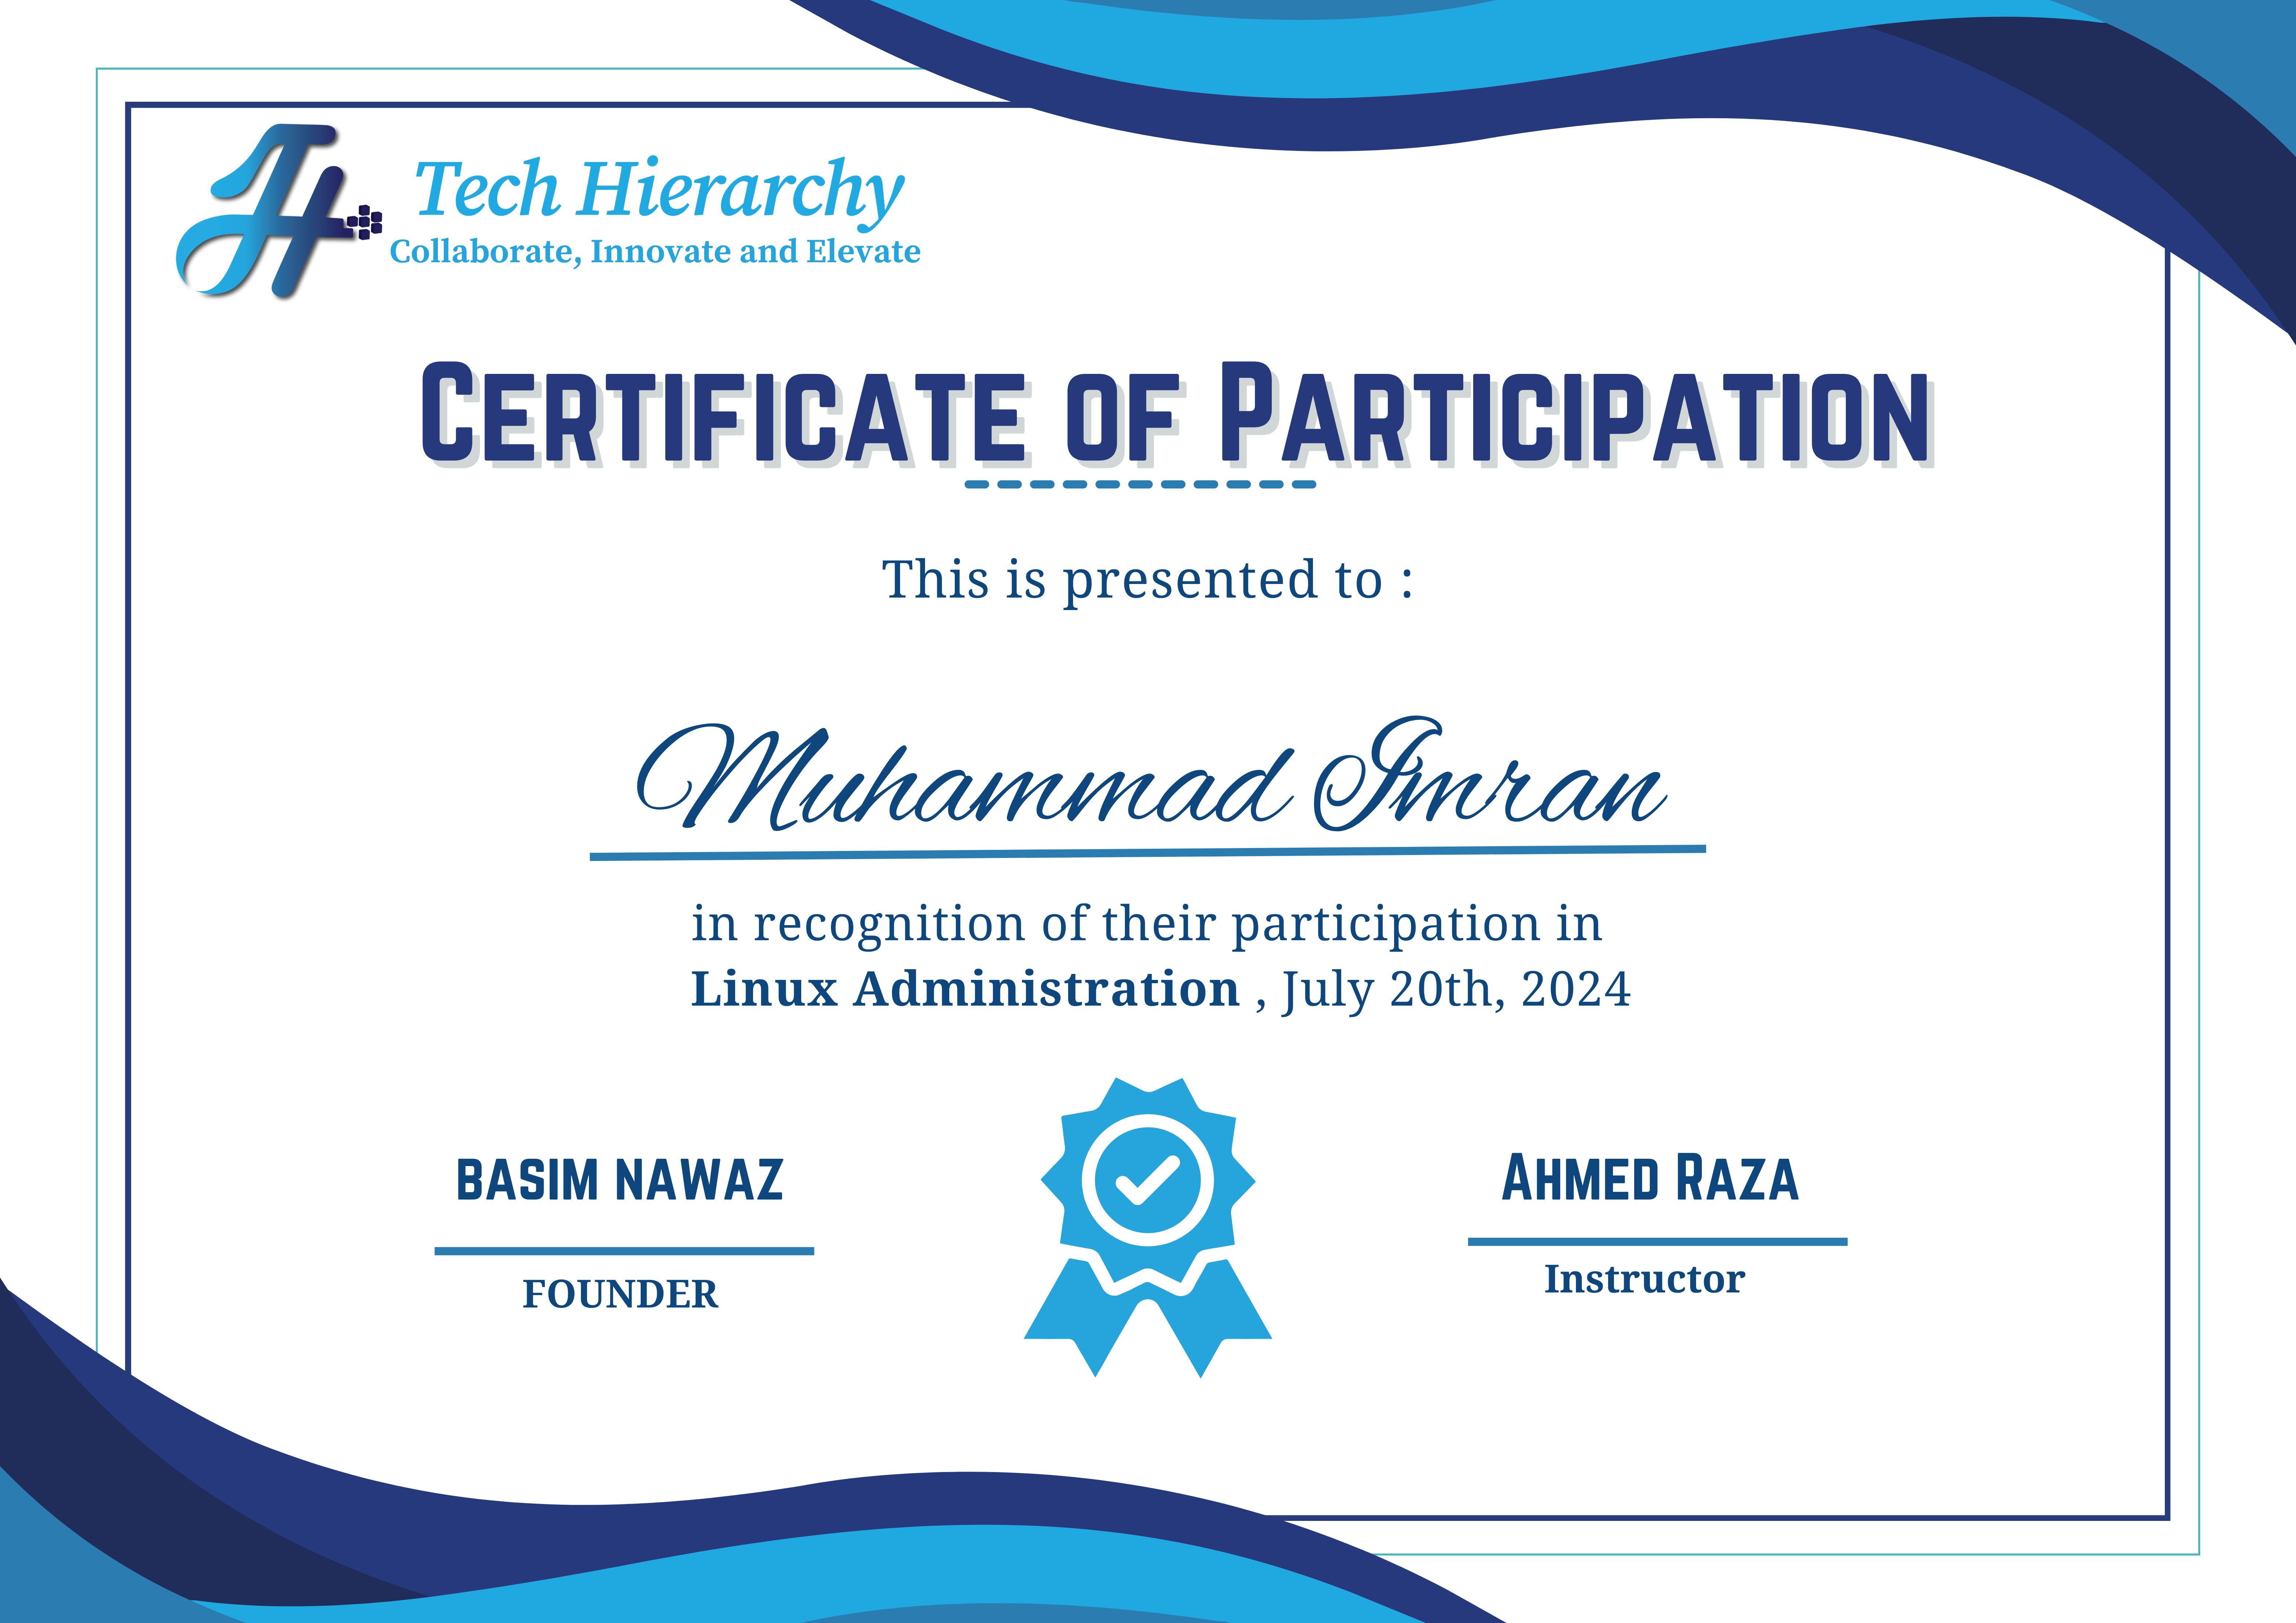 Tech Hierarchy
Collaborate, Innovate and Elevate
CERTIFICATE OF PARTICIPATION
This is presented to :
Muhammad Imran
in recognition of their participation in
Linux Administration , July 20th, 2024
BASIM NAWAZ
FOUNDER
AHMED RAZA
Instructor